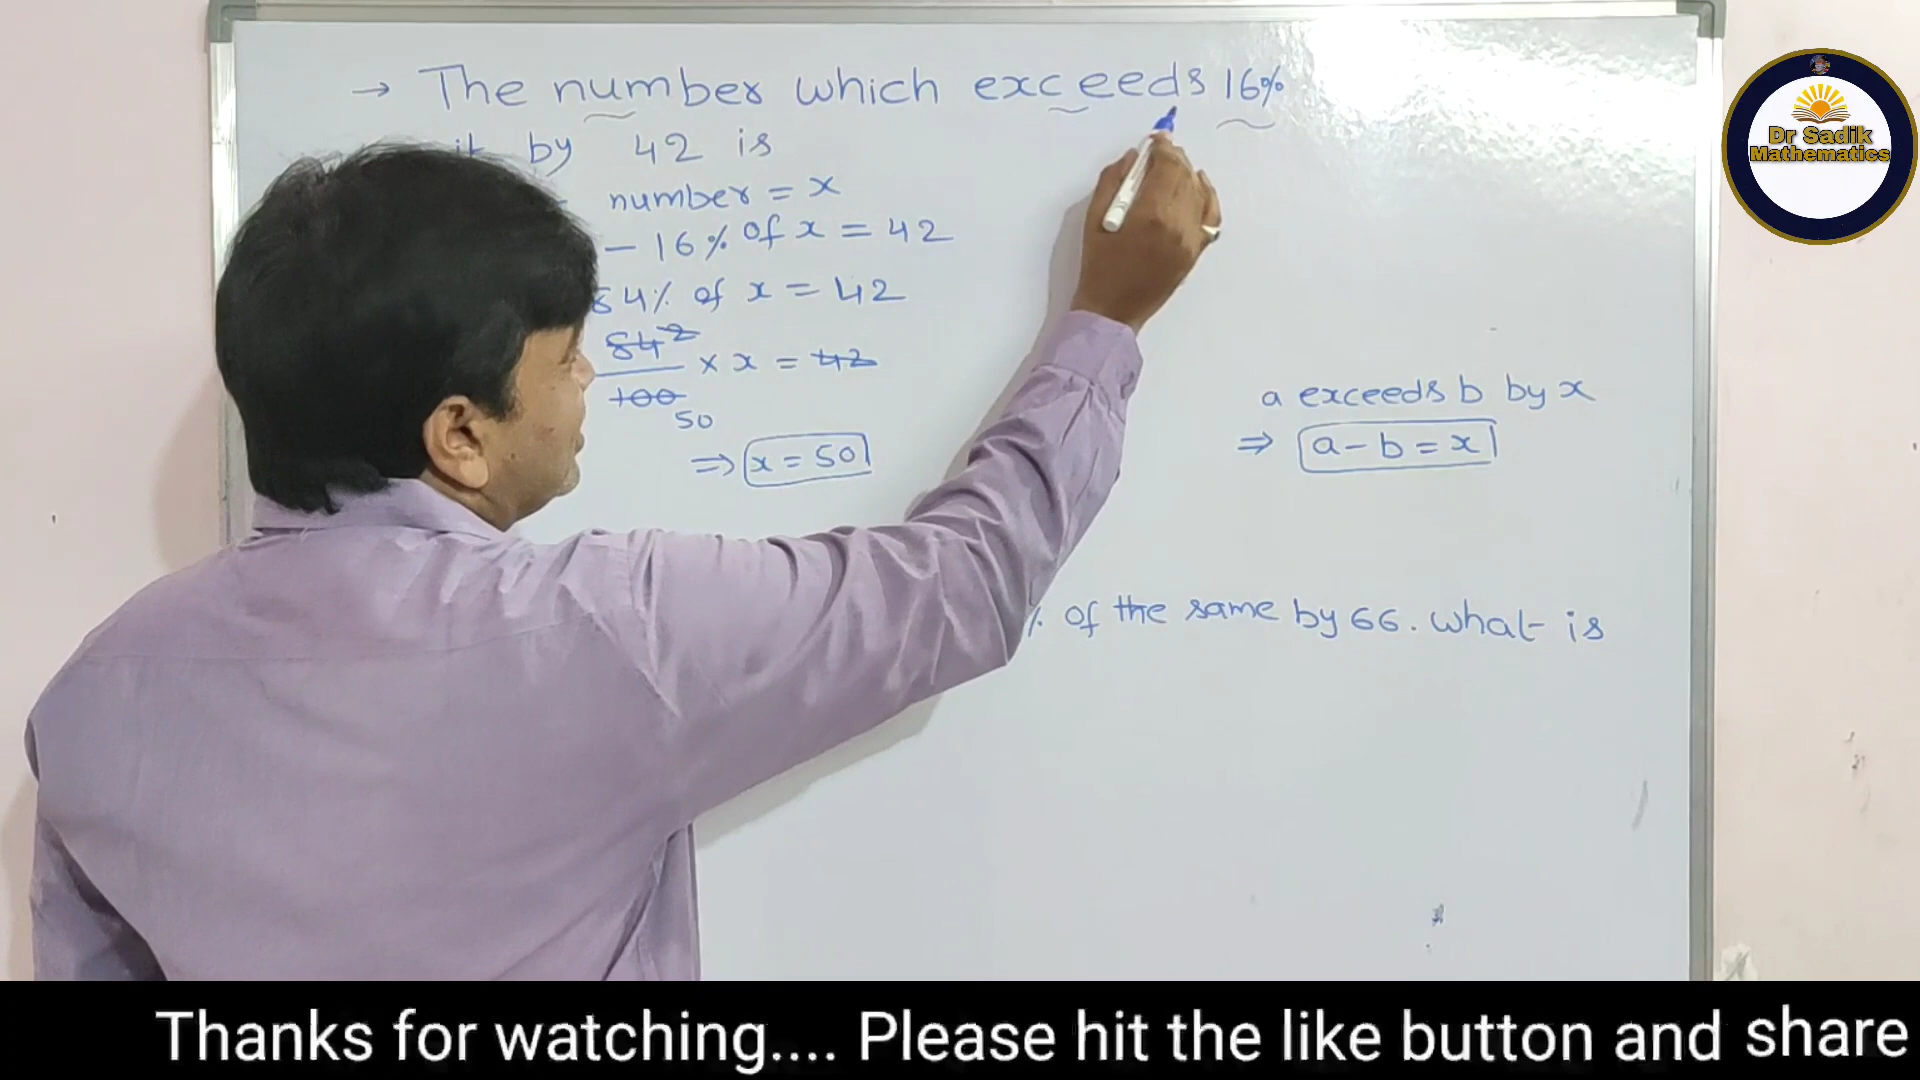 → The number which exceeds 16%
it by 42 is
number = x
- 16% of x = 42
84% of x = 42
84 2
100 × x = 42
50
⇒ x = 50
a exceeds b by x
⇒ a - b = x
% of the same by 66. What is
Dr Sadik
Mathematics
Thanks for watching.... Please hit the like button and share